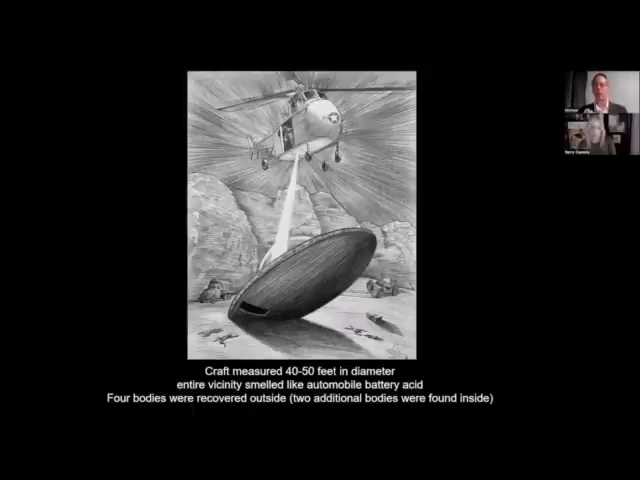 Craft measured 40-50 feet in diameter
entire vicinity smelled like automobile battery acid
Four bodies were recovered outside (two additional bodies were found inside)